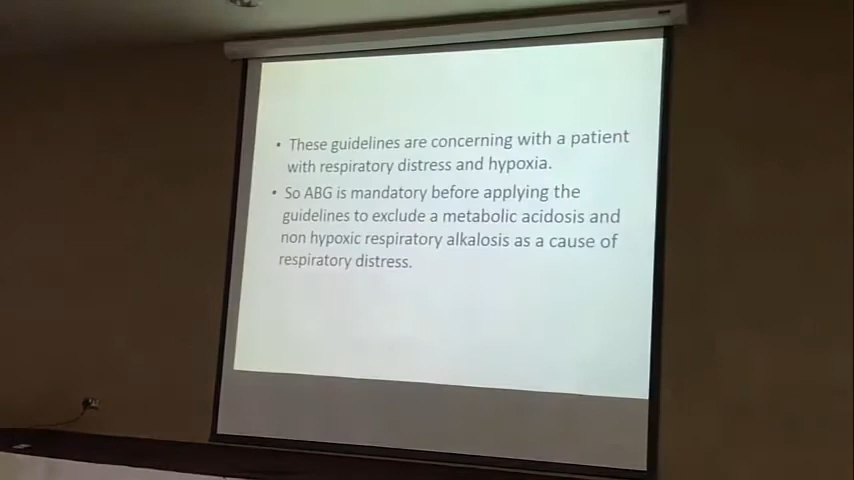 • These guidelines are concerning with a patient
with respiratory distress and hypoxia.
• So ABG is mandatory before applying the
guidelines to exclude a metabolic acidosis and
non hypoxic respiratory alkalosis as a cause of
respiratory distress.